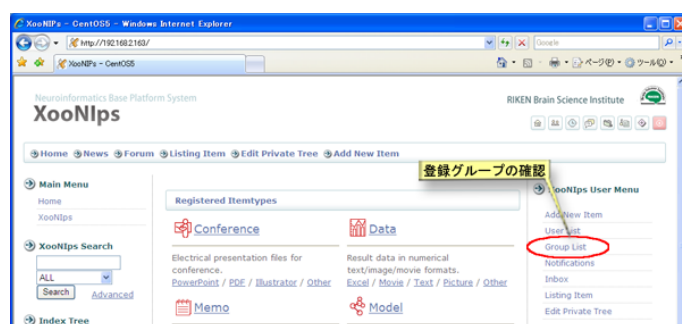 XooNIPs - CentOS5 - Windows Internet Explorer
http://192.168.2.163/
Google
XooNIPs - CentOS5
ページ(P)
ツール(O)
Neuroinformatics Base Platform System
XooNIps
RIKEN Brain Science Institute
Home
News
Forum
Listing Item
Edit Private Tree
Add New Item
登録グループの確認
Main Menu
Home
XooNIps
XooNIps Search
ALL
Search
Advanced
Index Tree
Registered Itemtypes
Conference
Electrical presentation files for
conference.
PowerPoint / PDF / Illustrator / Other
Memo
Data
Result data in numerical
text/image/movie formats.
Excel / Movie / Text / Picture / Other
Model
XooNIps User Menu
Add New Item
User List
Group List
Notifications
Inbox
Listing Item
Edit Private Tree